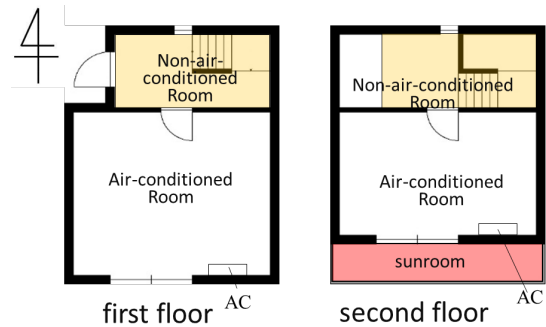 Non-air-
conditioned
Room
Air-conditioned
Room
AC
first floor
Non-air-conditioned
Room
Air-conditioned
Room
sunroom
AC
second floor